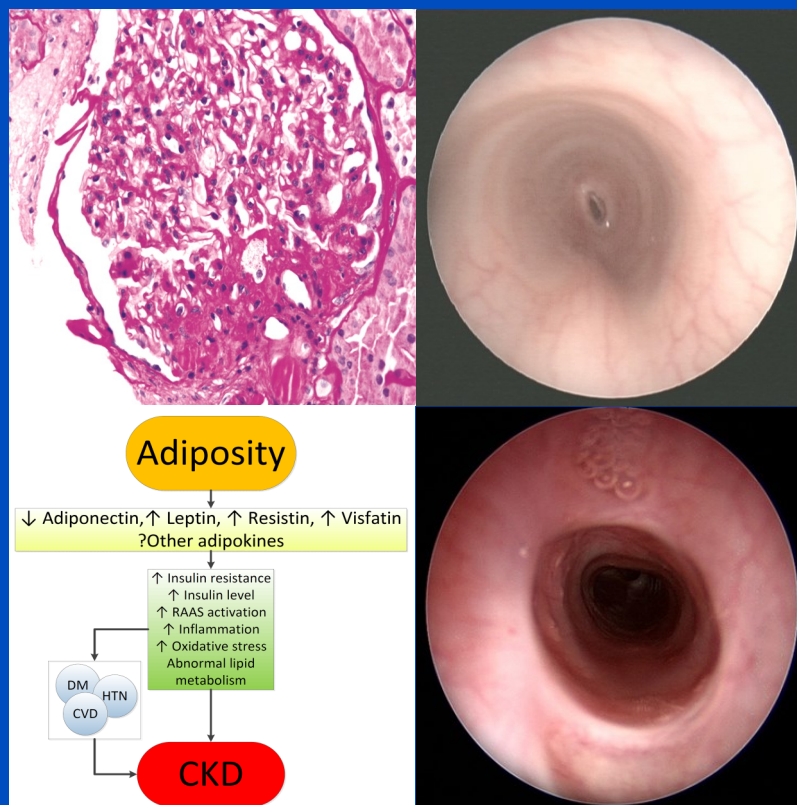 Adiposity
↓ Adiponectin,↑ Leptin, ↑ Resistin, ↑ Visfatin
?Other adipokines
↑ Insulin resistance
↑ Insulin level
↑ RAAS activation
↑ Inflammation
↑ Oxidative stress
Abnormal lipid
metabolism
DM
HTN
CVD
CKD